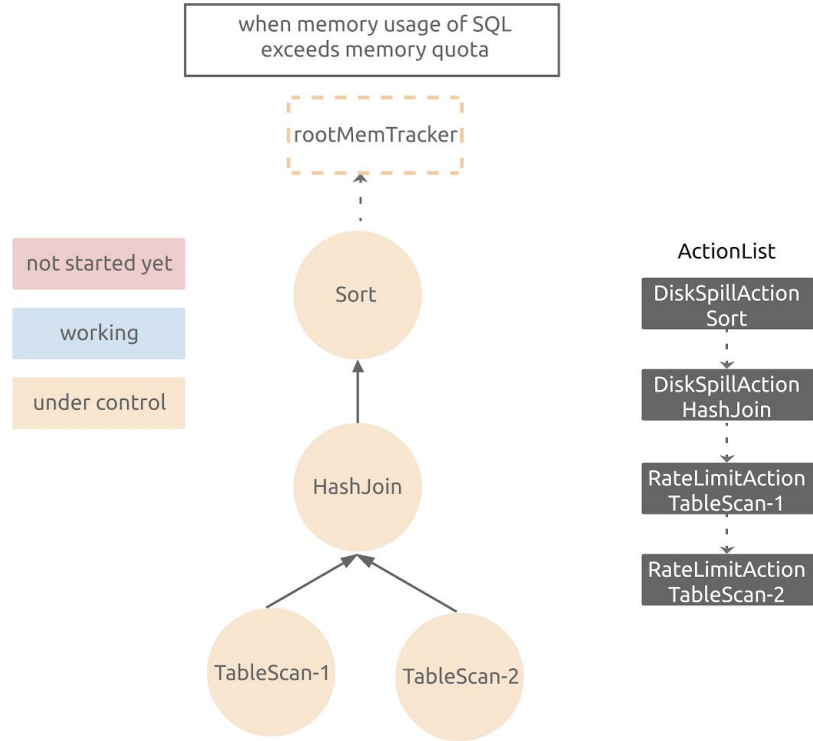 when memory usage of SQL
exceeds memory quota
rootMemTracker
Sort
HashJoin
TableScan-1
TableScan-2
not started yet
working
under control
ActionList
DiskSpillAction
Sort
DiskSpillAction
HashJoin
RateLimitAction
TableScan-1
RateLimitAction
TableScan-2